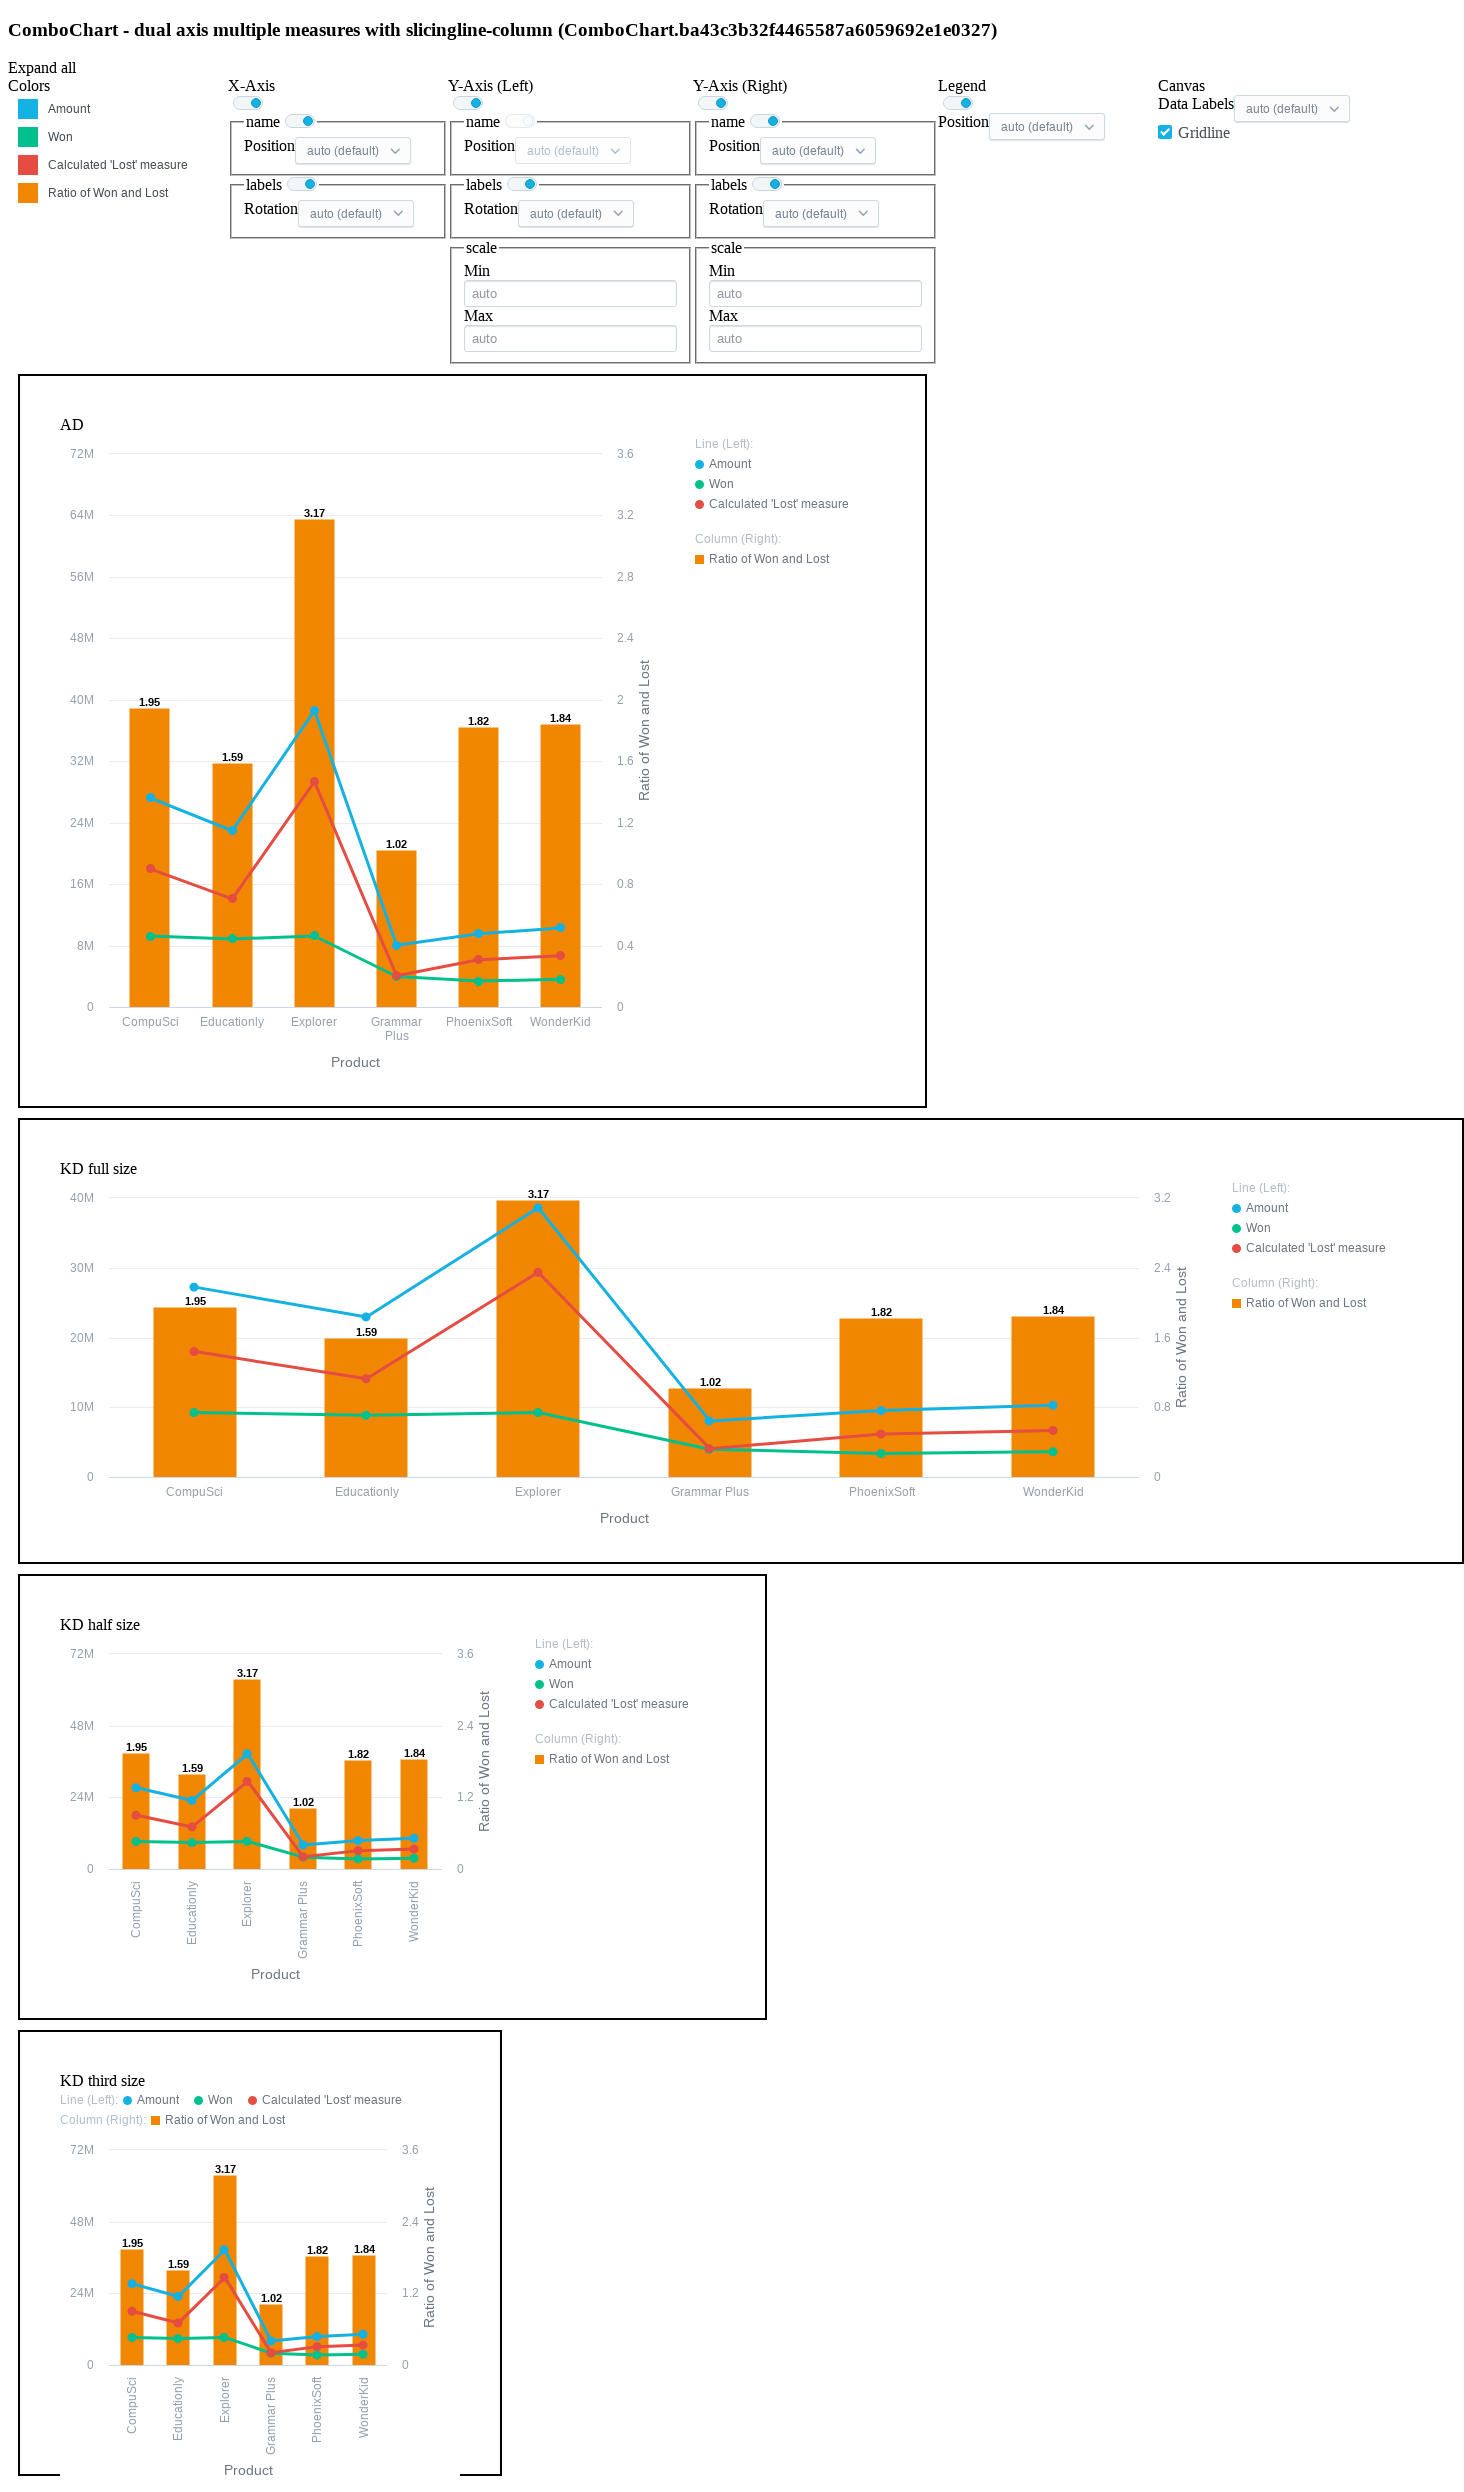 ComboChart - dual axis multiple measures with slicingline-column (ComboChart.ba43c3b32f4465587a6059692e1e0327)
Expand all
Colors
Amount
Won
Calculated 'Lost' measure
Ratio of Won and Lost
X-Axis
name
Position auto (default)
labels
Rotation auto (default)
Y-Axis (Left)
name
Position auto (default)
labels
Rotation auto (default)
scale
Min
auto
Max
auto
Y-Axis (Right)
name
Position auto (default)
labels
Rotation auto (default)
scale
Min
auto
Max
auto
Legend
Position auto (default)
Canvas
Data Labels auto (default)
Gridline
AD
72M
64M
56M
48M
40M
32M
24M
16M
8M
0
3.6
3.2
2.8
2.4
2
1.6
1.2
0.8
0.4
0
1.95
1.59
3.17
1.02
1.82
1.84
CompuSci
Educationly
Explorer
Grammar
Plus
PhoenixSoft
WonderKid
Product
Ratio of Won and Lost
Line (Left):
Amount
Won
Calculated 'Lost' measure
Column (Right):
Ratio of Won and Lost
KD full size
40M
30M
20M
10M
0
3.2
2.4
1.6
0.8
0
1.95
1.59
3.17
1.02
1.82
1.84
CompuSci
Educationly
Explorer
Grammar Plus
PhoenixSoft
WonderKid
Product
Ratio of Won and Lost
Line (Left):
Amount
Won
Calculated 'Lost' measure
Column (Right):
Ratio of Won and Lost
KD half size
72M
48M
24M
0
3.6
2.4
1.2
0
1.95
1.59
3.17
1.02
1.82
1.84
CompuSci
Educationly
Explorer
Grammar Plus
PhoenixSoft
WonderKid
Product
Ratio of Won and Lost
Line (Left):
Amount
Won
Calculated 'Lost' measure
Column (Right):
Ratio of Won and Lost
KD third size
Line (Left): Amount Won Calculated 'Lost' measure
Column (Right): Ratio of Won and Lost
72M
48M
24M
0
3.6
2.4
1.2
0
1.95
1.59
3.17
1.02
1.82
1.84
CompuSci
Educationly
Explorer
Grammar Plus
PhoenixSoft
WonderKid
Product
Ratio of Won and Lost